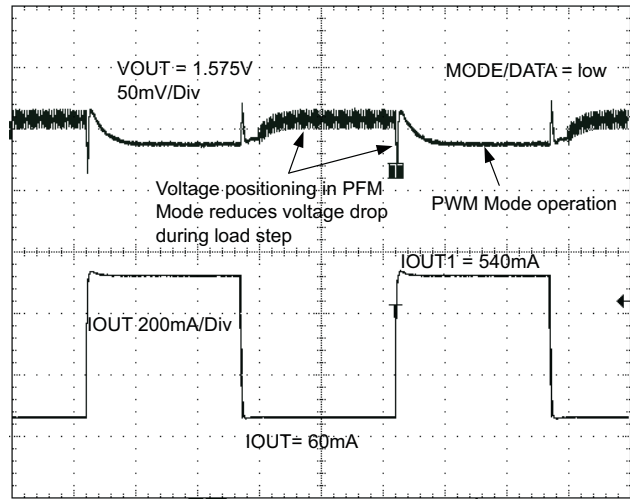 VOUT = 1.575V
50mV/Div
MODE/DATA = low
Voltage positioning in PFM
Mode reduces voltage drop
during load step
PWM Mode operation
IOUT1 = 540mA
IOUT 200mA/Div
IOUT= 60mA